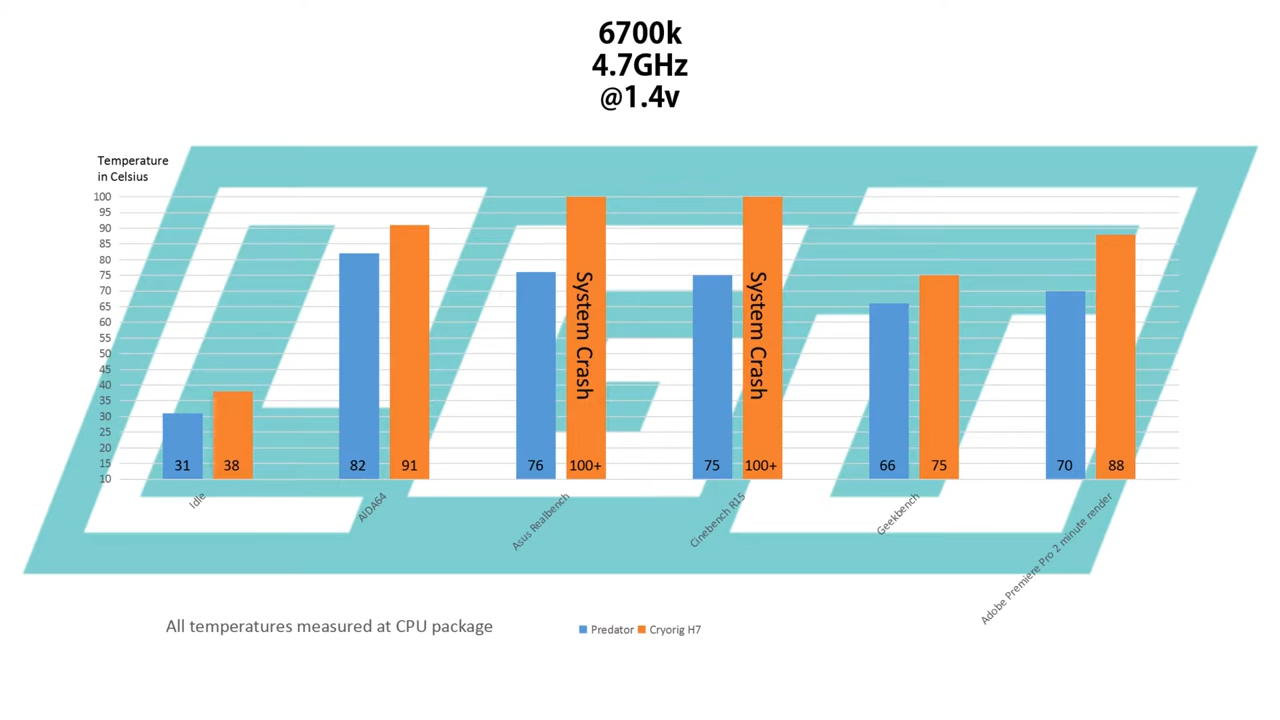 6700k
4.7GHz
@1.4v
Temperature
in Celsius
100
95
90
85
80
75
70
65
60
55
50
45
40
35
30
25
20
15
10
System Crash
System Crash
31
38
82
91
76
100+
75
100+
66
75
70
88
Idle
AIDA64
Asus Realbench
Cinebench R15
Geekbench
Adobe Premiere Pro 2 minute render
All temperatures measured at CPU package
Predator
Cryorig H7